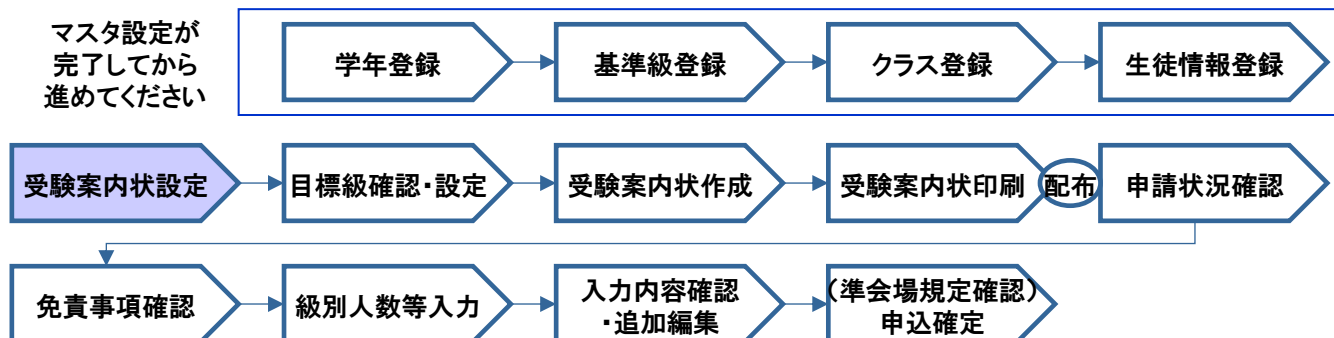 マスタ設定が
完了してから
進めてください
学年登録
基準級登録
クラス登録
生徒情報登録
受験案内状設定
目標級確認・設定
受験案内状作成
受験案内状印刷
配布
申請状況確認
免責事項確認
級別人数等入力
入力内容確認
・追加編集
（準会場規定確認）
申込確定